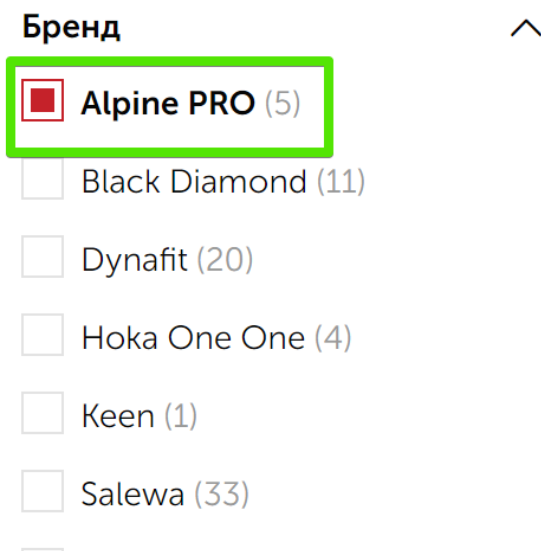 Бренд
Alpine PRO (5)
Black Diamond (11)
Dynafit (20)
Hoka One One (4)
Keen (1)
Salewa (33)